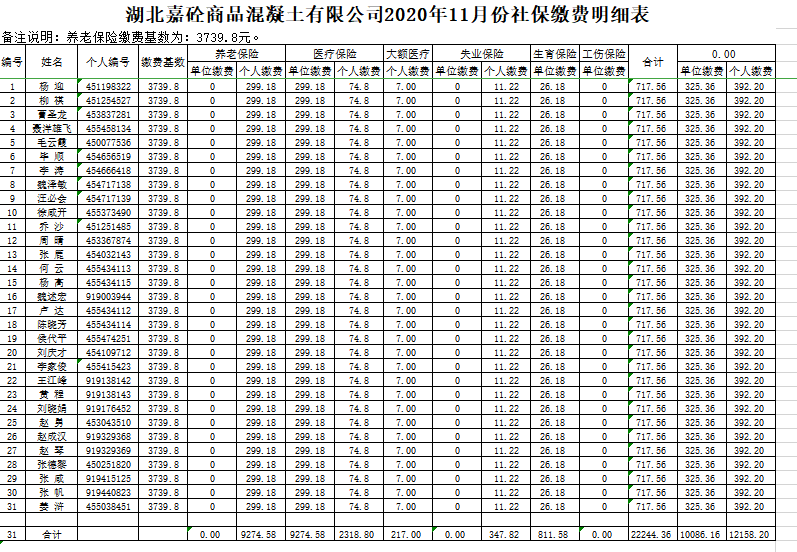 湖北嘉砼商品混凝土有限公司2020年11月份社保缴费明细表
备注说明：养老保险缴费基数为：3739.8元。
编号 姓名 个人编号 缴费基数 养老保险 医疗保险 大额医疗 失业保险 生育保险 工伤保险 合计 0.00
单位缴费 个人缴费 单位缴费 个人缴费 个人缴费 单位缴费 个人缴费 单位缴费 单位缴费 单位缴费 个人缴费
1 杨 迎 451198322 3739.8 0 299.18 299.18 74.8 7.00 0 11.22 26.18 0 717.56 325.36 392.20
2 柳 祺 451254527 3739.8 0 299.18 299.18 74.8 7.00 0 11.22 26.18 0 717.56 325.36 392.20
3 曹圣龙 453837281 3739.8 0 299.18 299.18 74.8 7.00 0 11.22 26.18 0 717.56 325.36 392.20
4 聂洋雄飞 455458134 3739.8 0 299.18 299.18 74.8 7.00 0 11.22 26.18 0 717.56 325.36 392.20
5 毛云霞 450077536 3739.8 0 299.18 299.18 74.8 7.00 0 11.22 26.18 0 717.56 325.36 392.20
6 毕 顺 454656519 3739.8 0 299.18 299.18 74.8 7.00 0 11.22 26.18 0 717.56 325.36 392.20
7 李 涛 454666418 3739.8 0 299.18 299.18 74.8 7.00 0 11.22 26.18 0 717.56 325.36 392.20
8 魏泽敏 454717138 3739.8 0 299.18 299.18 74.8 7.00 0 11.22 26.18 0 717.56 325.36 392.20
9 汪必会 454717139 3739.8 0 299.18 299.18 74.8 7.00 0 11.22 26.18 0 717.56 325.36 392.20
10 徐咸开 455373490 3739.8 0 299.18 299.18 74.8 7.00 0 11.22 26.18 0 717.56 325.36 392.20
11 乔 沙 451251485 3739.8 0 299.18 299.18 74.8 7.00 0 11.22 26.18 0 717.56 325.36 392.20
12 周 晴 453367874 3739.8 0 299.18 299.18 74.8 7.00 0 11.22 26.18 0 717.56 325.36 392.20
13 张 鹿 454032143 3739.8 0 299.18 299.18 74.8 7.00 0 11.22 26.18 0 717.56 325.36 392.20
14 何 云 455434113 3739.8 0 299.18 299.18 74.8 7.00 0 11.22 26.18 0 717.56 325.36 392.20
15 杨 高 455434115 3739.8 0 299.18 299.18 74.8 7.00 0 11.22 26.18 0 717.56 325.36 392.20
16 魏述宏 919003944 3739.8 0 299.18 299.18 74.8 7.00 0 11.22 26.18 0 717.56 325.36 392.20
17 卢 达 455434112 3739.8 0 299.18 299.18 74.8 7.00 0 11.22 26.18 0 717.56 325.36 392.20
18 陈晓芳 455434114 3739.8 0 299.18 299.18 74.8 7.00 0 11.22 26.18 0 717.56 325.36 392.20
19 侯代平 455474251 3739.8 0 299.18 299.18 74.8 7.00 0 11.22 26.18 0 717.56 325.36 392.20
20 刘庆才 454109712 3739.8 0 299.18 299.18 74.8 7.00 0 11.22 26.18 0 717.56 325.36 392.20
21 李家俊 455415423 3739.8 0 299.18 299.18 74.8 7.00 0 11.22 26.18 0 717.56 325.36 392.20
22 王江峰 919138142 3739.8 0 299.18 299.18 74.8 7.00 0 11.22 26.18 0 717.56 325.36 392.20
23 黄 程 919138143 3739.8 0 299.18 299.18 74.8 7.00 0 11.22 26.18 0 717.56 325.36 392.20
24 刘晓娟 919176452 3739.8 0 299.18 299.18 74.8 7.00 0 11.22 26.18 0 717.56 325.36 392.20
25 赵 勇 453043510 3739.8 0 299.18 299.18 74.8 7.00 0 11.22 26.18 0 717.56 325.36 392.20
26 赵成汉 919329368 3739.8 0 299.18 299.18 74.8 7.00 0 11.22 26.18 0 717.56 325.36 392.20
27 赵 琴 919329369 3739.8 0 299.18 299.18 74.8 7.00 0 11.22 26.18 0 717.56 325.36 392.20
28 张德黎 450251820 3739.8 0 299.18 299.18 74.8 7.00 0 11.22 26.18 0 717.56 325.36 392.20
29 张 威 919415125 3739.8 0 299.18 299.18 74.8 7.00 0 11.22 26.18 0 717.56 325.36 392.20
30 张 帆 919440823 3739.8 0 299.18 299.18 74.8 7.00 0 11.22 26.18 0 717.56 325.36 392.20
31 姜 浒 455038451 3739.8 0 299.18 299.18 74.8 7.00 0 11.22 26.18 0 717.56 325.36 392.20
31 合计 0.00 9274.58 9274.58 2318.80 217.00 0.00 347.82 811.58 0.00 22244.36 10086.16 12158.20